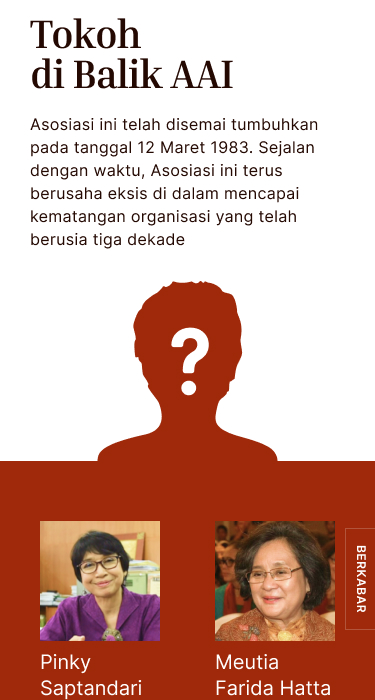 Tokoh
di Balik AAI
Asosiasi ini telah disemai tumbuhkan
pada tanggal 12 Maret 1983. Sejalan
dengan waktu, Asosiasi ini terus
berusaha eksis di dalam mencapai
kematangan organisasi yang telah
berusia tiga dekade
?
BERKABAR
Pinky
Saptandari
Meutia
Farida Hatta